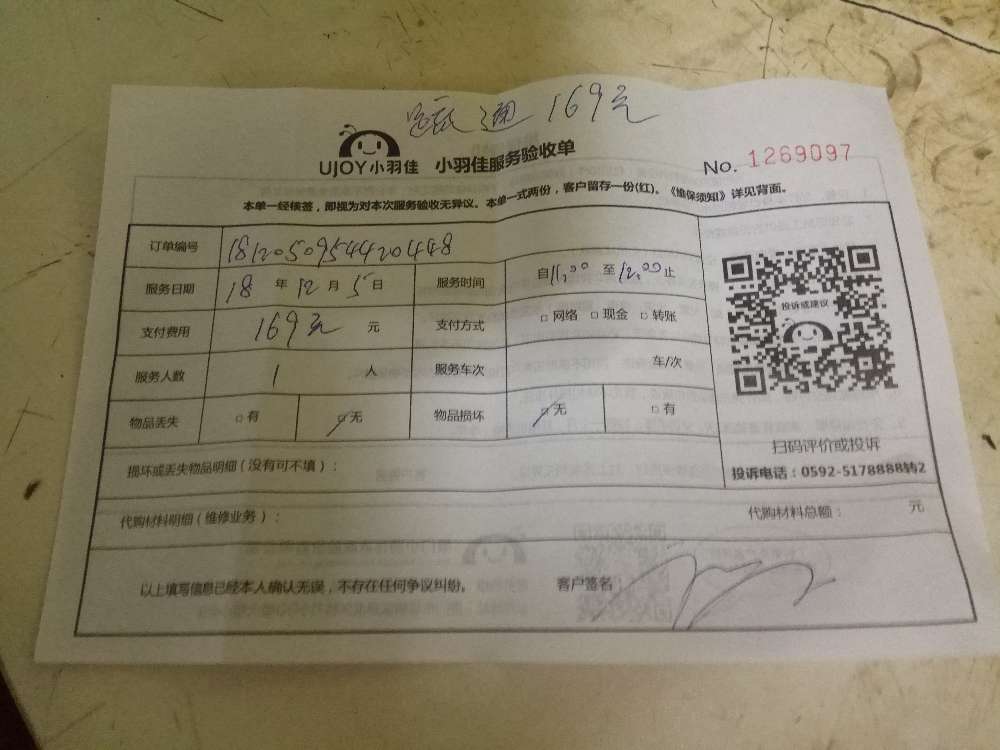 通 169元
UJOY小羽佳 小羽佳服务验收单 No. 1269097
本单一经核签，即视为对本次服务验收无异议。本单一式两份，客户留存一份(红)。《维保须知》详见背面。
订单编号 1812050954420448
服务日期 18 年 12 月 5 日 服务时间 自11:00 至 12:00止
支付费用 169元 元 支付方式 □ 网络 □ 现金 □ 转账
服务人数 1 人 服务车次 车/次
物品丢失 □ 有 ☑ 无 物品损坏 ☑ 无 □ 有
投诉或建议
扫码评价或投诉
投诉电话：0592-5178888转2
损坏或丢失物品明细（没有可不填）：
代购材料明细（维修业务）： 代购材料总额： 元
以上填写信息已经本人确认无误，不存在任何争议纠纷。 客户签名：